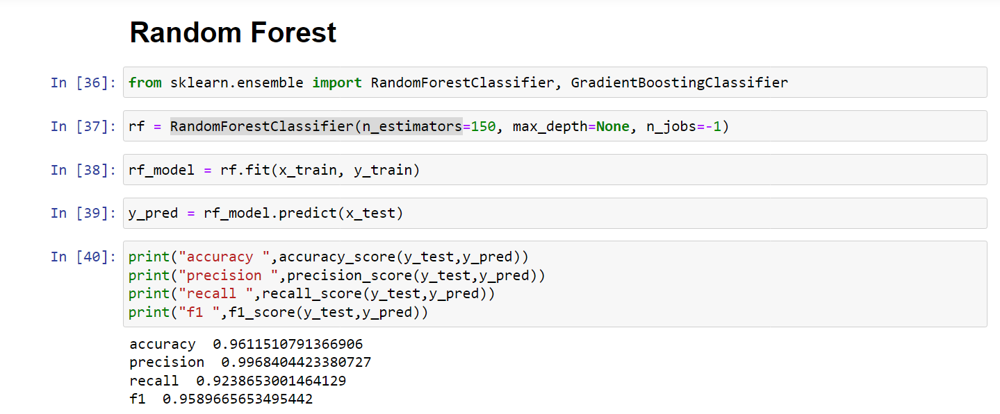 Random Forest
In [36]: from sklearn.ensemble import RandomForestClassifier, GradientBoostingClassifier
In [37]: rf = RandomForestClassifier(n_estimators=150, max_depth=None, n_jobs=-1)
In [38]: rf_model = rf.fit(x_train, y_train)
In [39]: y_pred = rf_model.predict(x_test)
In [40]: print("accuracy ",accuracy_score(y_test,y_pred))
print("precision ",precision_score(y_test,y_pred))
print("recall ",recall_score(y_test,y_pred))
print("f1 ",f1_score(y_test,y_pred))
accuracy  0.9611510791366906
precision  0.9968404423380727
recall  0.9238653001464129
f1  0.9589665653495442